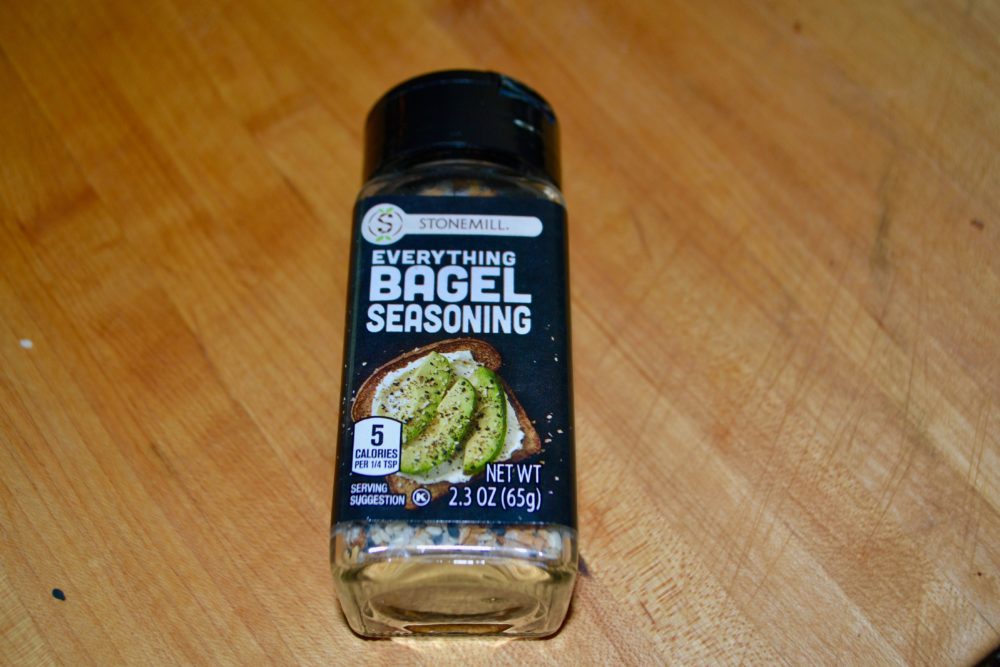 S STONEMILL.
EVERYTHING
BAGEL
SEASONING
5
CALORIES
PER 1/4 TSP
SERVING
SUGGESTION K
NET WT
2.3 OZ (65g)